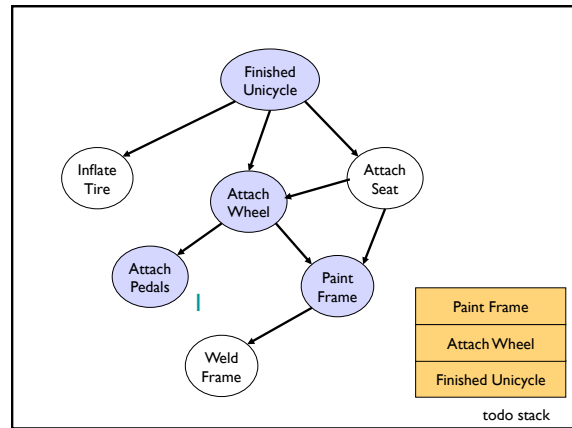 Finished
Unicycle
Inflate
Tire
Attach
Seat
Attach
Wheel
Attach
Pedals
1
Paint
Frame
Weld
Frame
Paint Frame
Attach Wheel
Finished Unicycle
todo stack